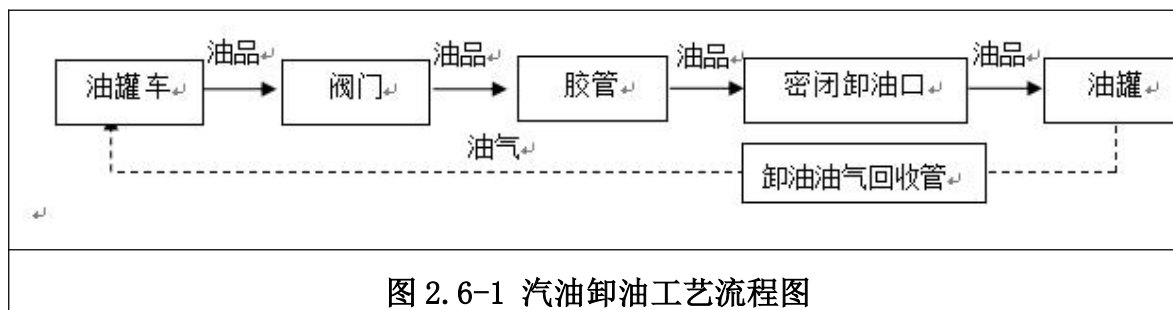 油品 油品 油品 油品
油罐车 阀门 胶管 密闭卸油口 油罐
油气
卸油油气回收管
图 2.6-1 汽油卸油工艺流程图